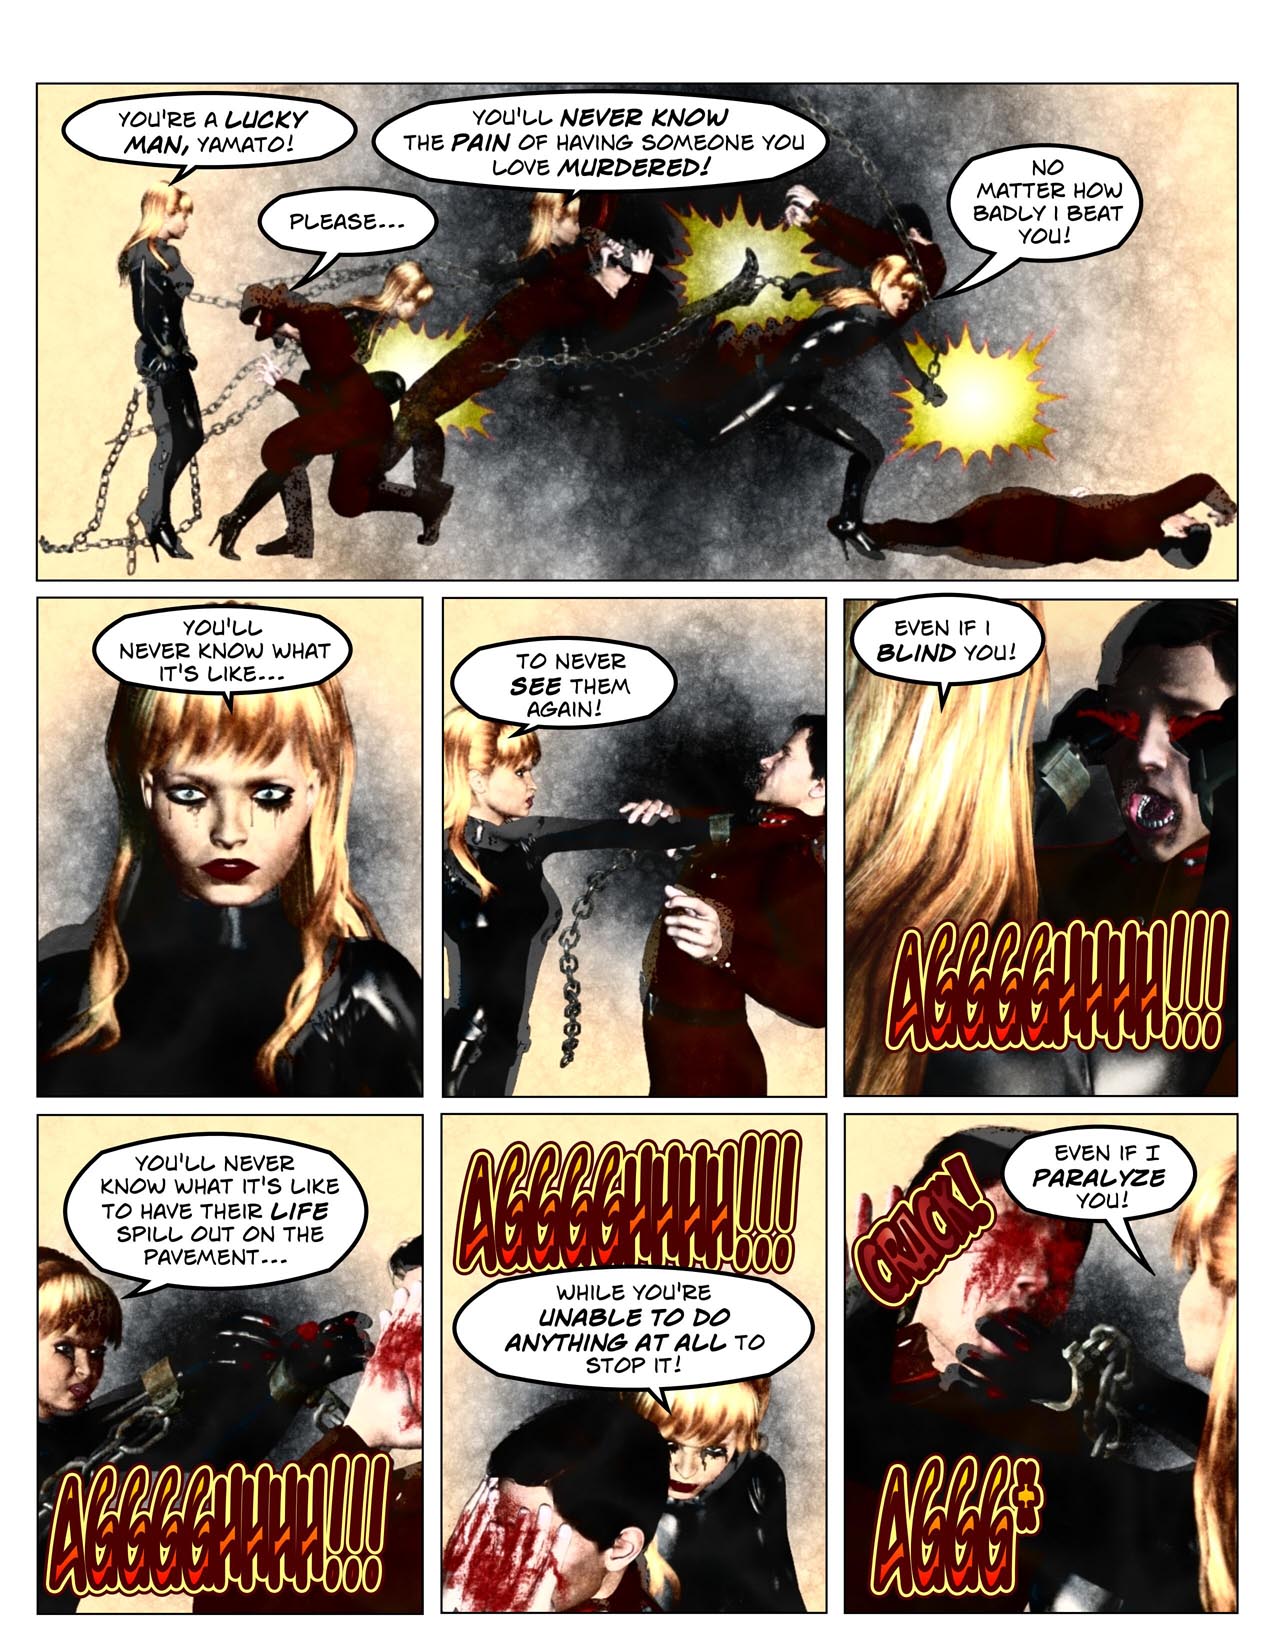 YOU'RE A LUCKY
MAN, YAMATO!
YOU'LL NEVER KNOW
THE PAIN OF HAVING SOMEONE YOU
LOVE MURDERED!
PLEASE...
NO
MATTER HOW
BADLY I BEAT
YOU!
YOU'LL
NEVER KNOW WHAT
IT'S LIKE...
TO NEVER
SEE THEM
AGAIN!
EVEN IF I
BLIND YOU!
AGGGGHHHH!!!
YOU'LL NEVER
KNOW WHAT IT'S LIKE
TO HAVE THEIR LIFE
SPILL OUT ON THE
PAVEMENT...
AGGGGHHHH!!!
AGGGGHHHH!!!
WHILE YOU'RE
UNABLE TO DO
ANYTHING AT ALL TO
STOP IT!
CRACK!
EVEN IF I
PARALYZE
YOU!
AGGG*